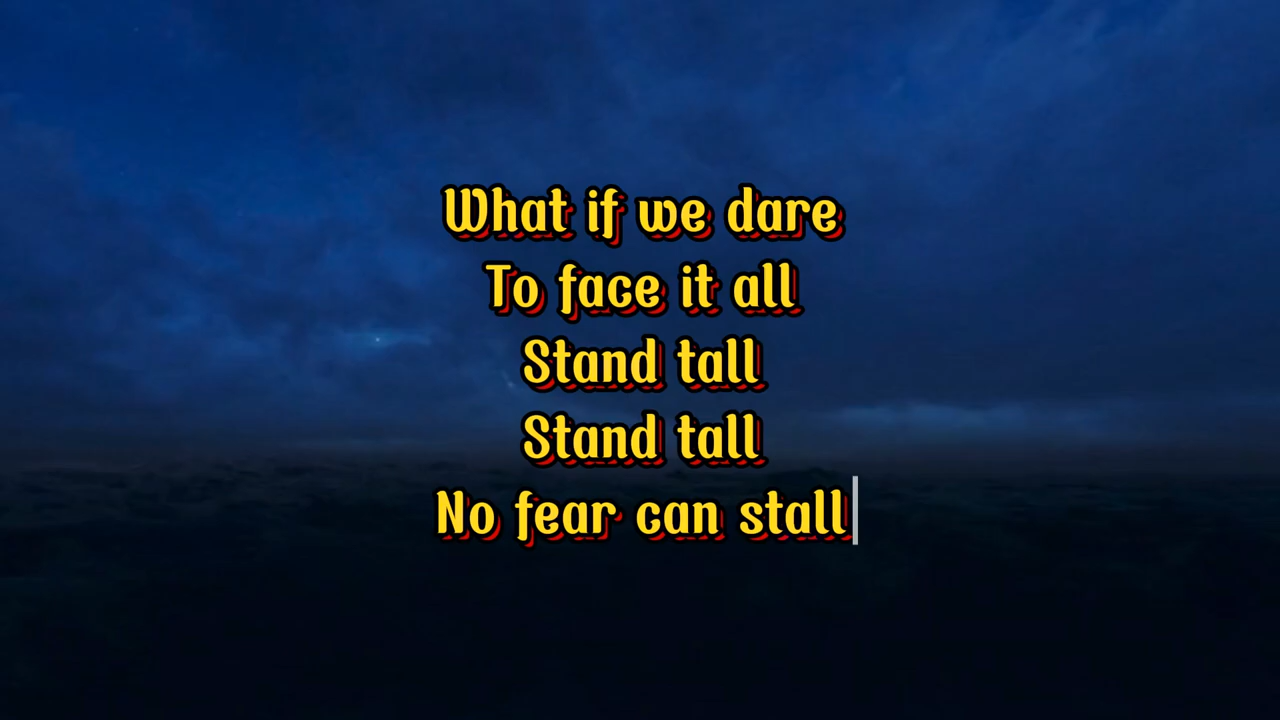 What if we dare
To face it all
Stand tall
Stand tall
No fear can stall